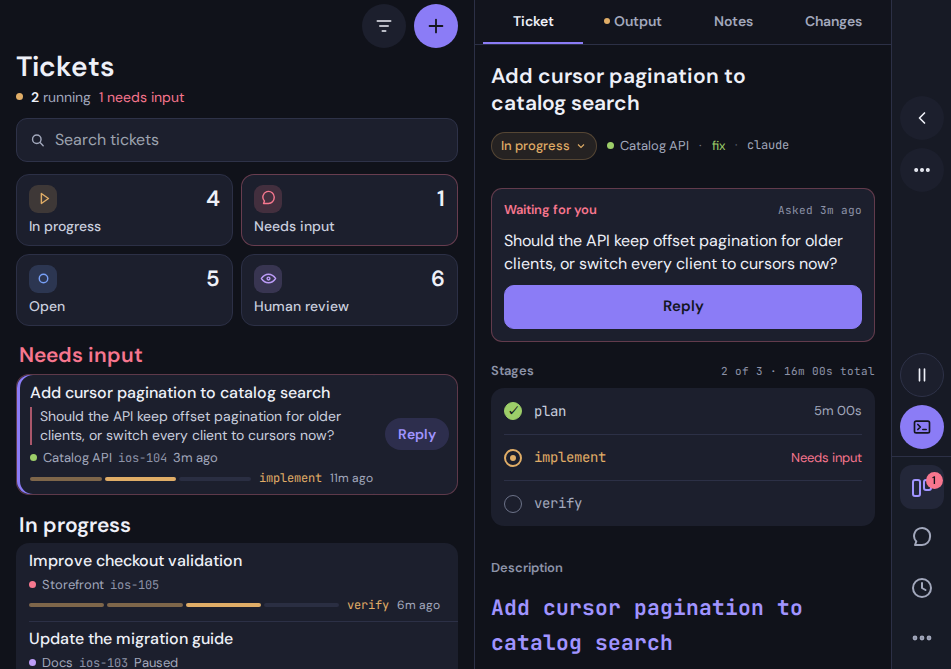 Tickets
2 running 1 needs input
Search tickets
4
In progress
1
Needs input
5
Open
6
Human review
Needs input
Add cursor pagination to catalog search
Should the API keep offset pagination for older
clients, or switch every client to cursors now?
Reply
Catalog API ios-104 3m ago
implement 11m ago
In progress
Improve checkout validation
Storefront ios-105
verify 6m ago
Update the migration guide
Docs ios-103 Paused
Ticket Output Notes Changes
Add cursor pagination to
catalog search
In progress Catalog API · fix · claude
Waiting for you Asked 3m ago
Should the API keep offset pagination for older
clients, or switch every client to cursors now?
Reply
Stages 2 of 3 · 16m 00s total
plan 5m 00s
implement Needs input
verify
Description
Add cursor pagination to
catalog search
1